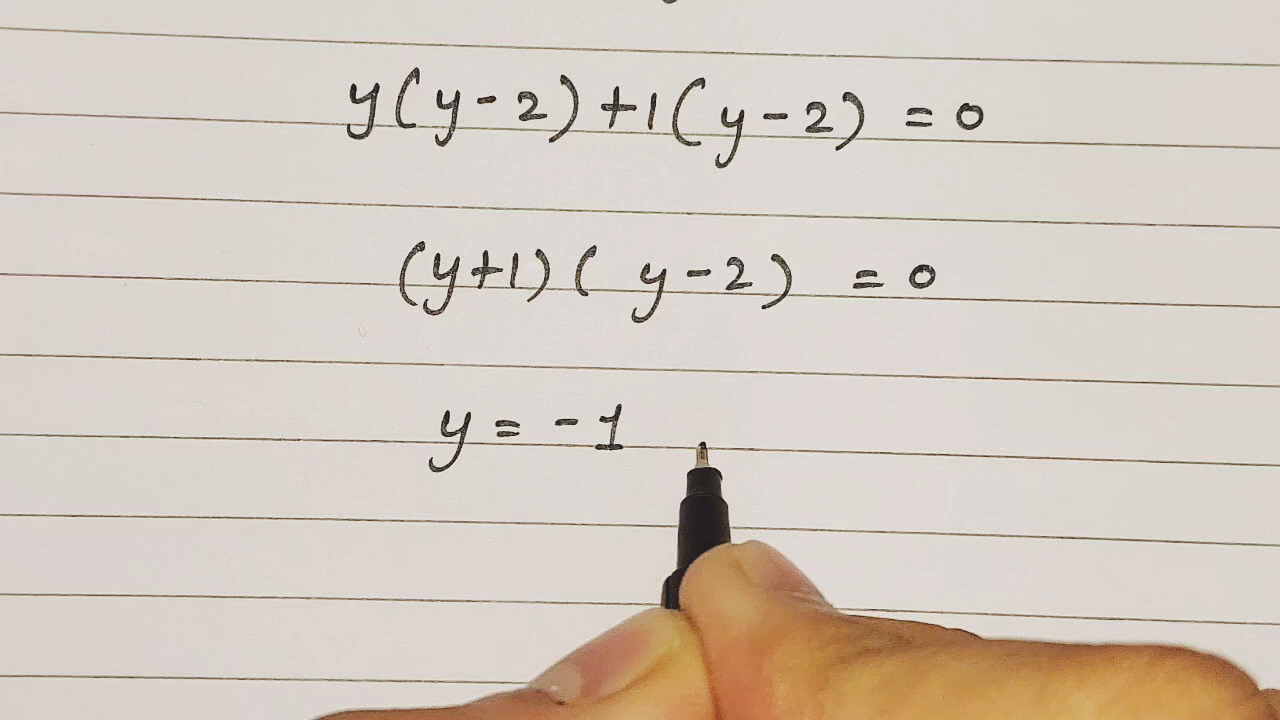 y(y-2)+1(y-2) = 0
(y+1)( y-2) = 0
y = -1